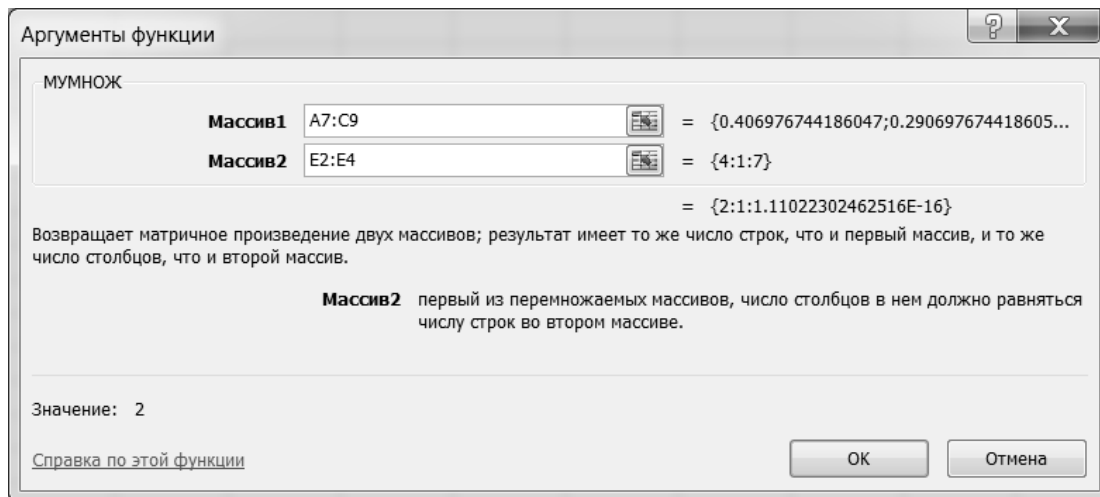 Аргументы функции
МУМНОЖ
Массив1 A7:C9 = {0.406976744186047;0.290697674418605...
Массив2 E2:E4 = {4:1:7}
= {2:1:1.11022302462516E-16}
Возвращает матричное произведение двух массивов; результат имеет то же число строк, что и первый массив, и то же
число столбцов, что и второй массив.
Массив2 первый из перемножаемых массивов, число столбцов в нем должно равняться
числу строк во втором массиве.
Значение: 2
Справка по этой функции
ОК
Отмена